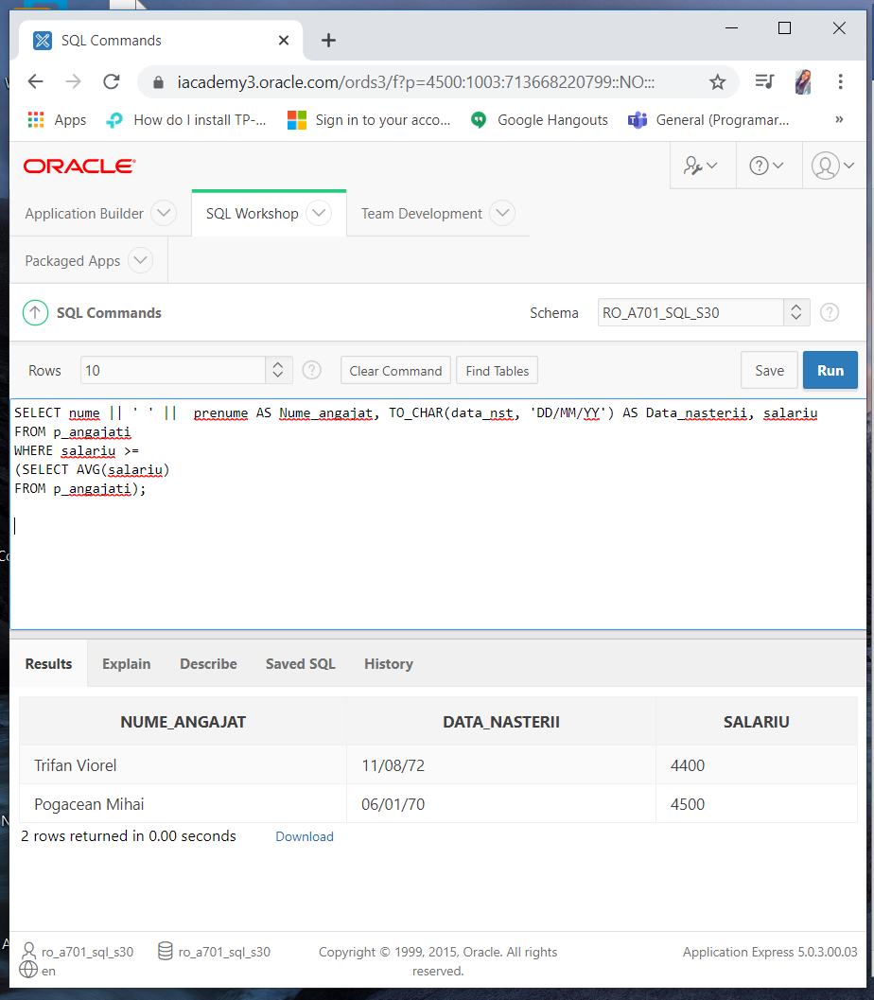 SQL Commands
iacademy3.oracle.com/ords3/f?p=4500:1003:713668220799::NO:::
Apps How do I install TP-... Sign in to your acco... Google Hangouts General (Programar... »
ORACLE
Application Builder SQL Workshop Team Development
Packaged Apps
SQL Commands Schema RO_A701_SQL_S30 ?
Rows 10 ? Clear Command Find Tables Save Run
SELECT nume || ' ' || prenume AS Nume_angajat, TO_CHAR(data_nst, 'DD/MM/YY') AS Data_nasterii, salariu
FROM p_angajati
WHERE salariu >=
(SELECT AVG(salariu)
FROM p_angajati);
Results Explain Describe Saved SQL History
NUME_ANGAJAT DATA_NASTERII SALARIU
Trifan Viorel 11/08/72 4400
Pogacean Mihai 06/01/70 4500
2 rows returned in 0.00 seconds Download
ro_a701_sql_s30 ro_a701_sql_s30 Copyright © 1999, 2015, Oracle. All rights Application Express 5.0.3.00.03
en reserved.